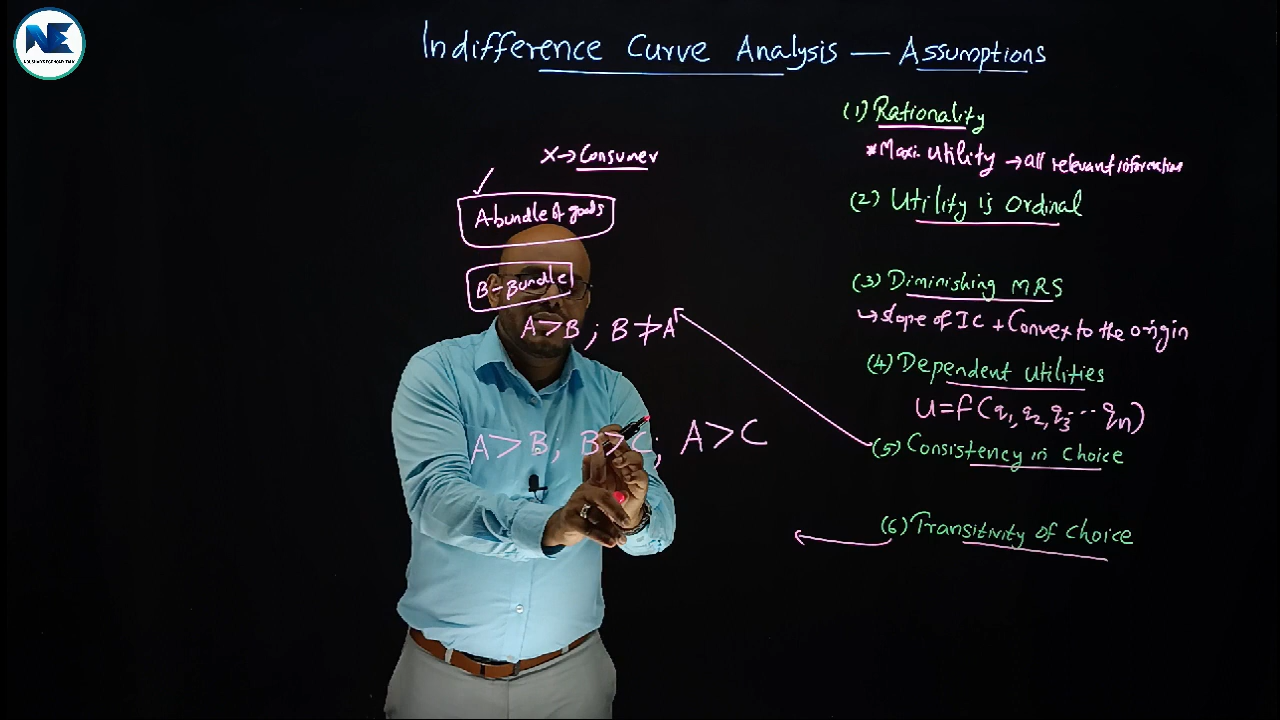 NE
Indifference Curve Analysis — Assumptions
(1) Rationality
*Maxi. Utility → all relevant information
(2) Utility is Ordinal
(3) Diminishing MRS
↳ slope of IC + Convex to the origin
(4) Dependent Utilities
U=f(q₁, q₂, q₃ ... qn)
(5) Consistency in Choice
(6) Transitivity of Choice
X → Consumer
A-bundle of goods
B - Bundle
A>B ; B≯A
A>B ; B>C ; A>C